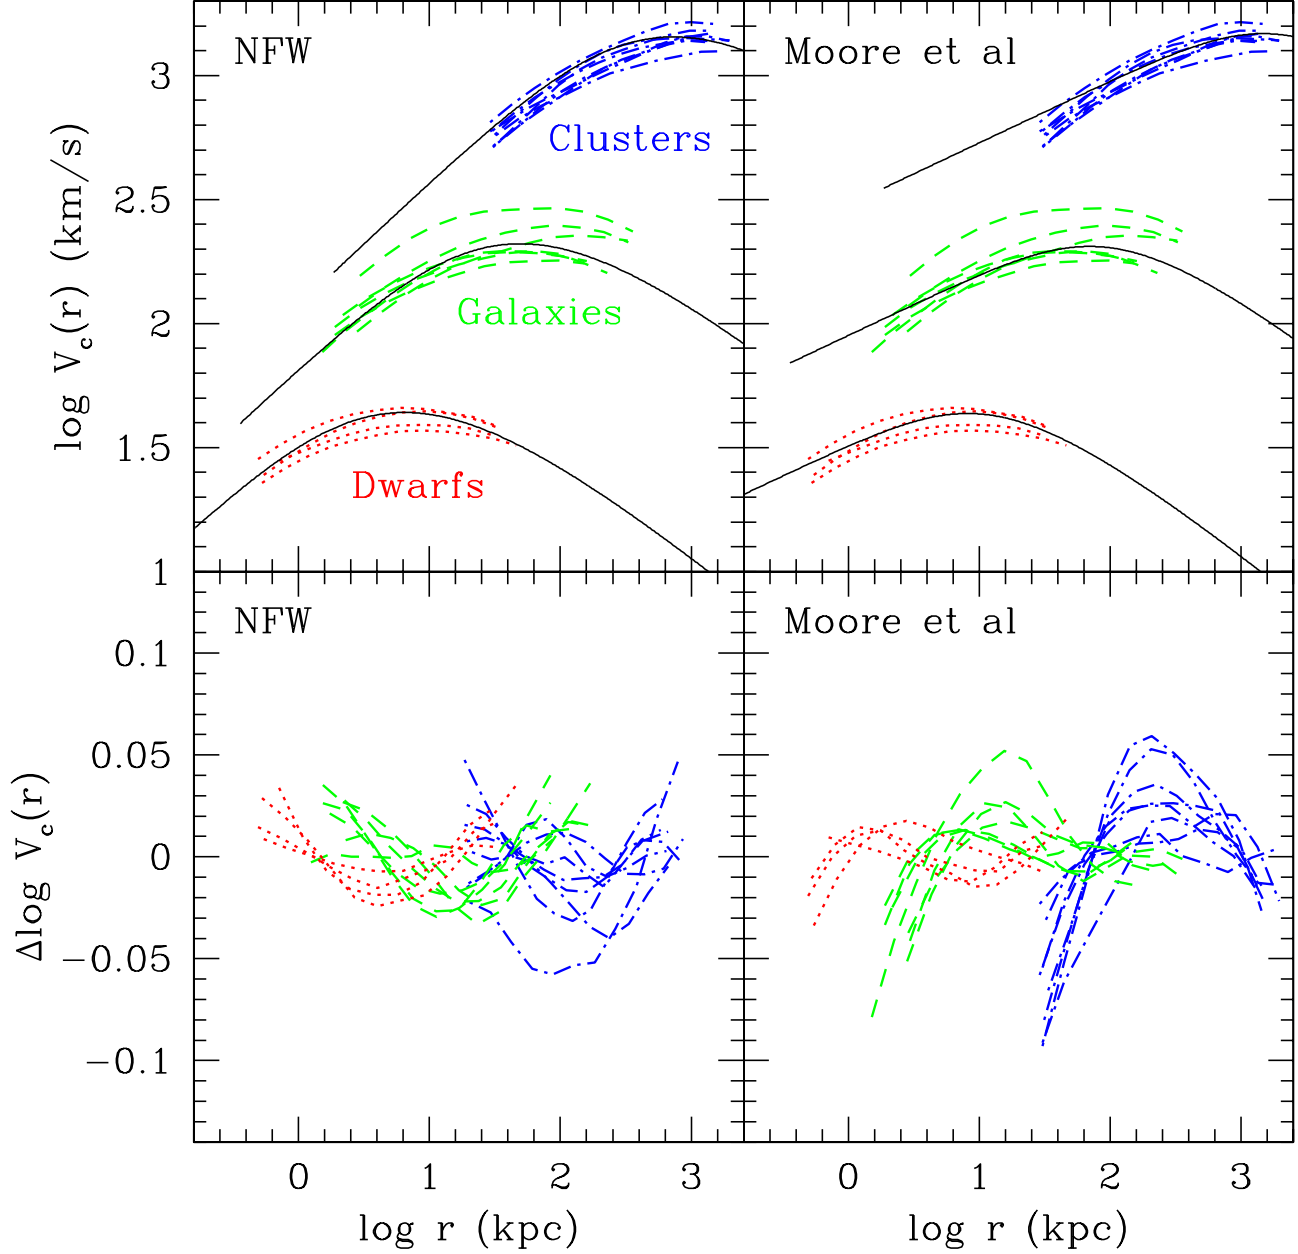 NFW
Moore et al
3
Clusters
2.5
log Vc(r) (km/s)
Galaxies
2
1.5
Dwarfs
1
NFW
Moore et al
0.1
0.05
Δlog Vc(r)
0
−0.05
−0.1
0 1 2 3 0 1 2 3
log r (kpc) log r (kpc)